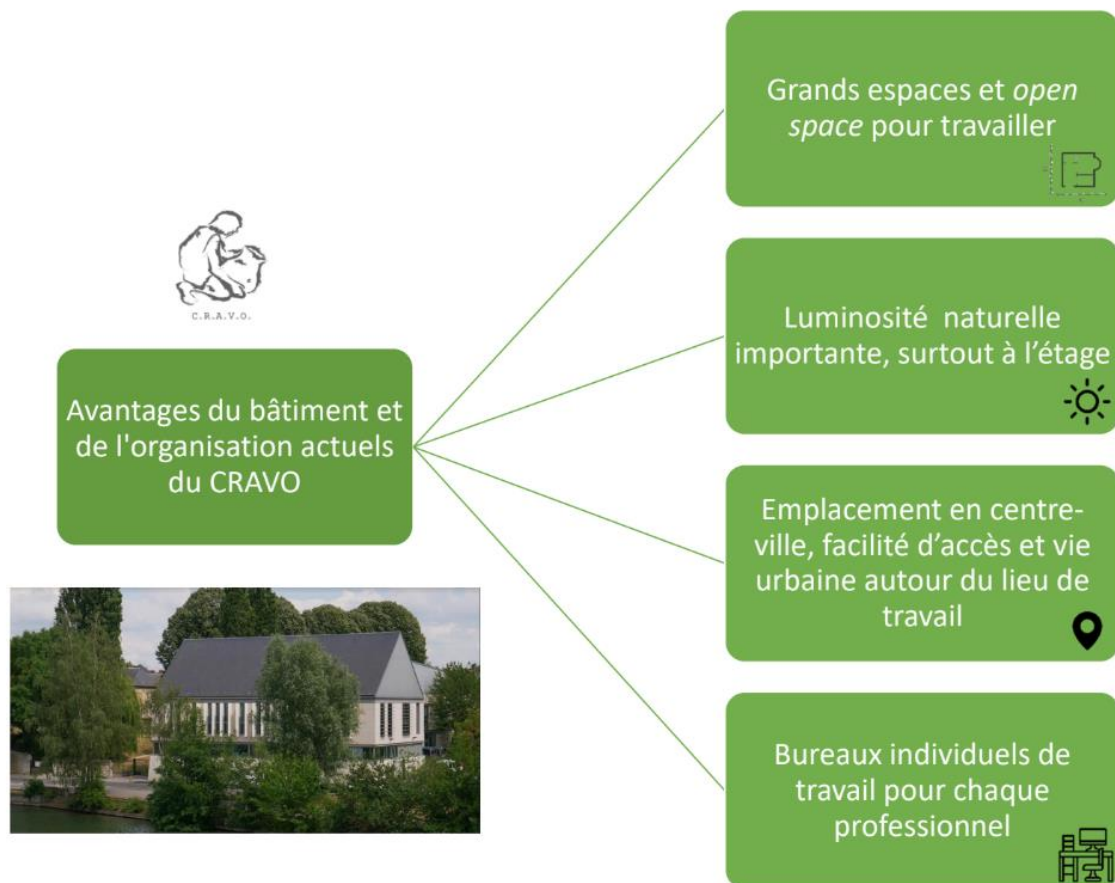 C.R.A.V.O.
Avantages du bâtiment et
de l'organisation actuels
du CRAVO
Grands espaces et open
space pour travailler
Luminosité naturelle
importante, surtout à l’étage
Emplacement en centre-
ville, facilité d’accès et vie
urbaine autour du lieu de
travail
Bureaux individuels de
travail pour chaque
professionnel